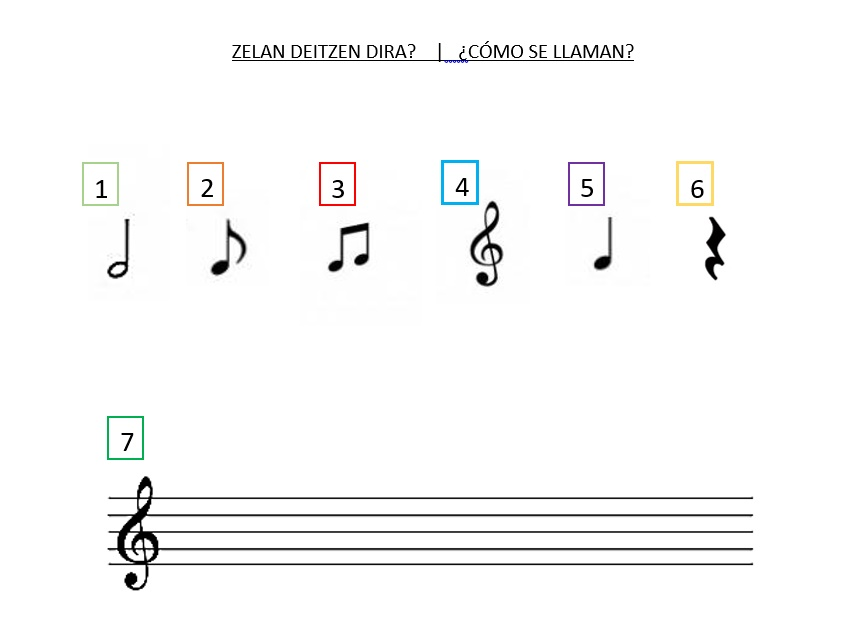 ZELAN DEITZEN DIRA? | ¿CÓMO SE LLAMAN?
1 2 3 4 5 6
7